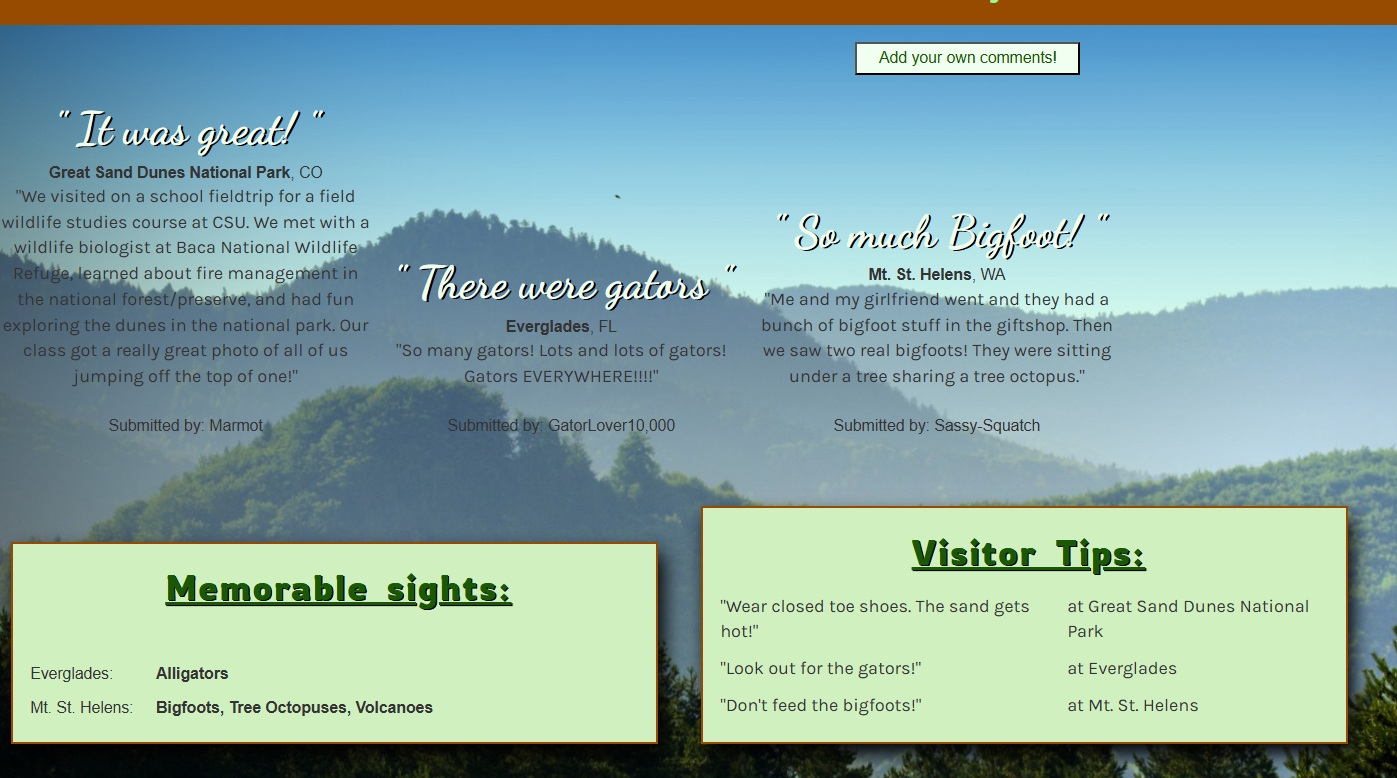 Add your own comments!
" It was great! "
Great Sand Dunes National Park, CO
"We visited on a school fieldtrip for a field
wildlife studies course at CSU. We met with a
wildlife biologist at Baca National Wildlife
Refuge, learned about fire management in
the national forest/preserve, and had fun
exploring the dunes in the national park. Our
class got a really great photo of all of us
jumping off the top of one!"
Submitted by: Marmot
" There were gators "
Everglades, FL
"So many gators! Lots and lots of gators!
Gators EVERYWHERE!!!!"
Submitted by: GatorLover10,000
" So much Bigfoot! "
Mt. St. Helens, WA
"Me and my girlfriend went and they had a
bunch of bigfoot stuff in the giftshop. Then
we saw two real bigfoots! They were sitting
under a tree sharing a tree octopus."
Submitted by: Sassy-Squatch
Memorable sights:
Everglades: Alligators
Mt. St. Helens: Bigfoots, Tree Octopuses, Volcanoes
Visitor Tips:
"Wear closed toe shoes. The sand gets
hot!"
at Great Sand Dunes National
Park
"Look out for the gators!" at Everglades
"Don't feed the bigfoots!" at Mt. St. Helens